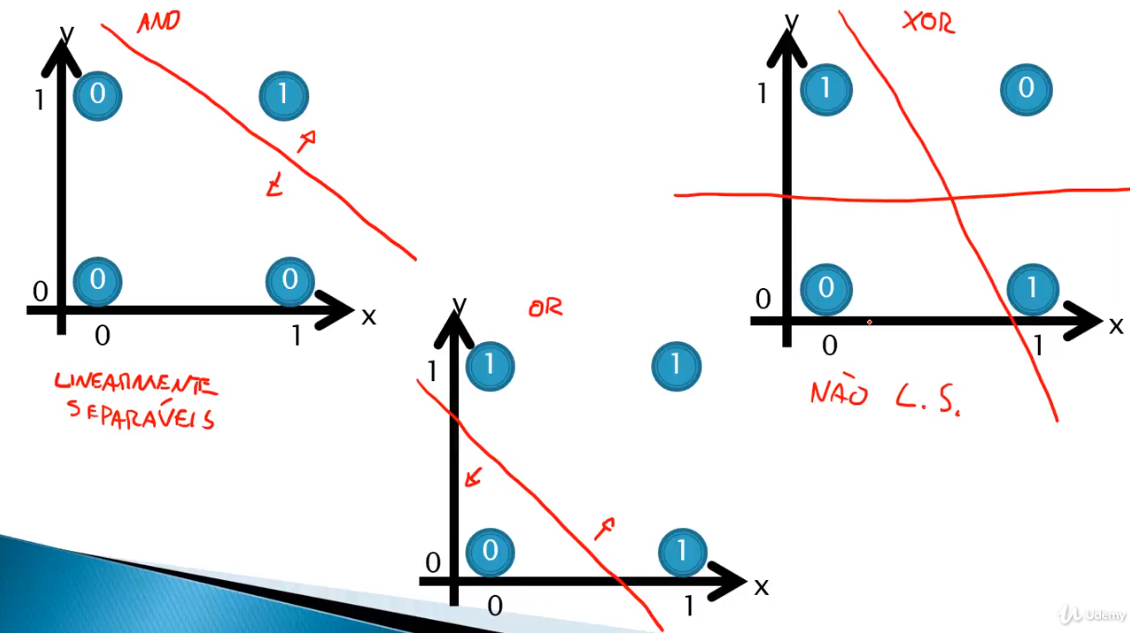 AND
y
0 1
1
0 0
0
0 1 x
LINEARMENTE
SEPARÁVEIS
OR
y
1 1
1
0 1
0
0 1 x
XOR
y
1 0
1
0 1
0
0 1 x
NÃO L.S.
Udemy